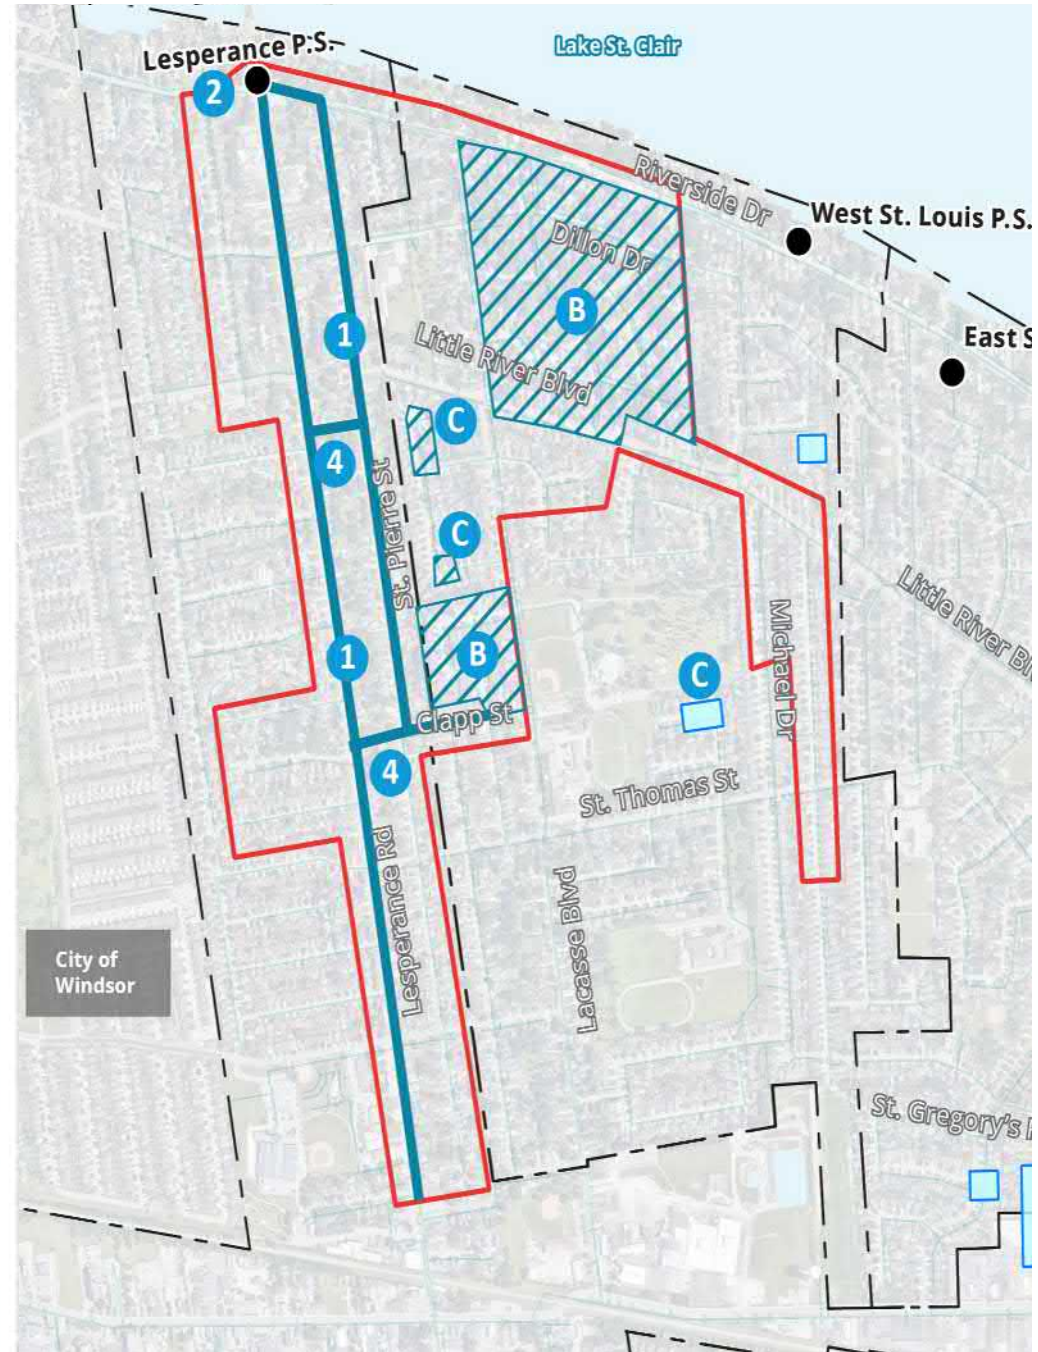 Lake St. Clair
Lesperance P.S.
2
Riverside Dr
West St. Louis P.S.
Dillon Dr
B
1
East S
Little River Blvd
C
4
St. Pierre St
C
Little River Bl
1
B
Michael Dr
C
Clapp St
4
St. Thomas St
Lesperance Rd
Lacasse Blvd
City of
Windsor
St. Gregory's